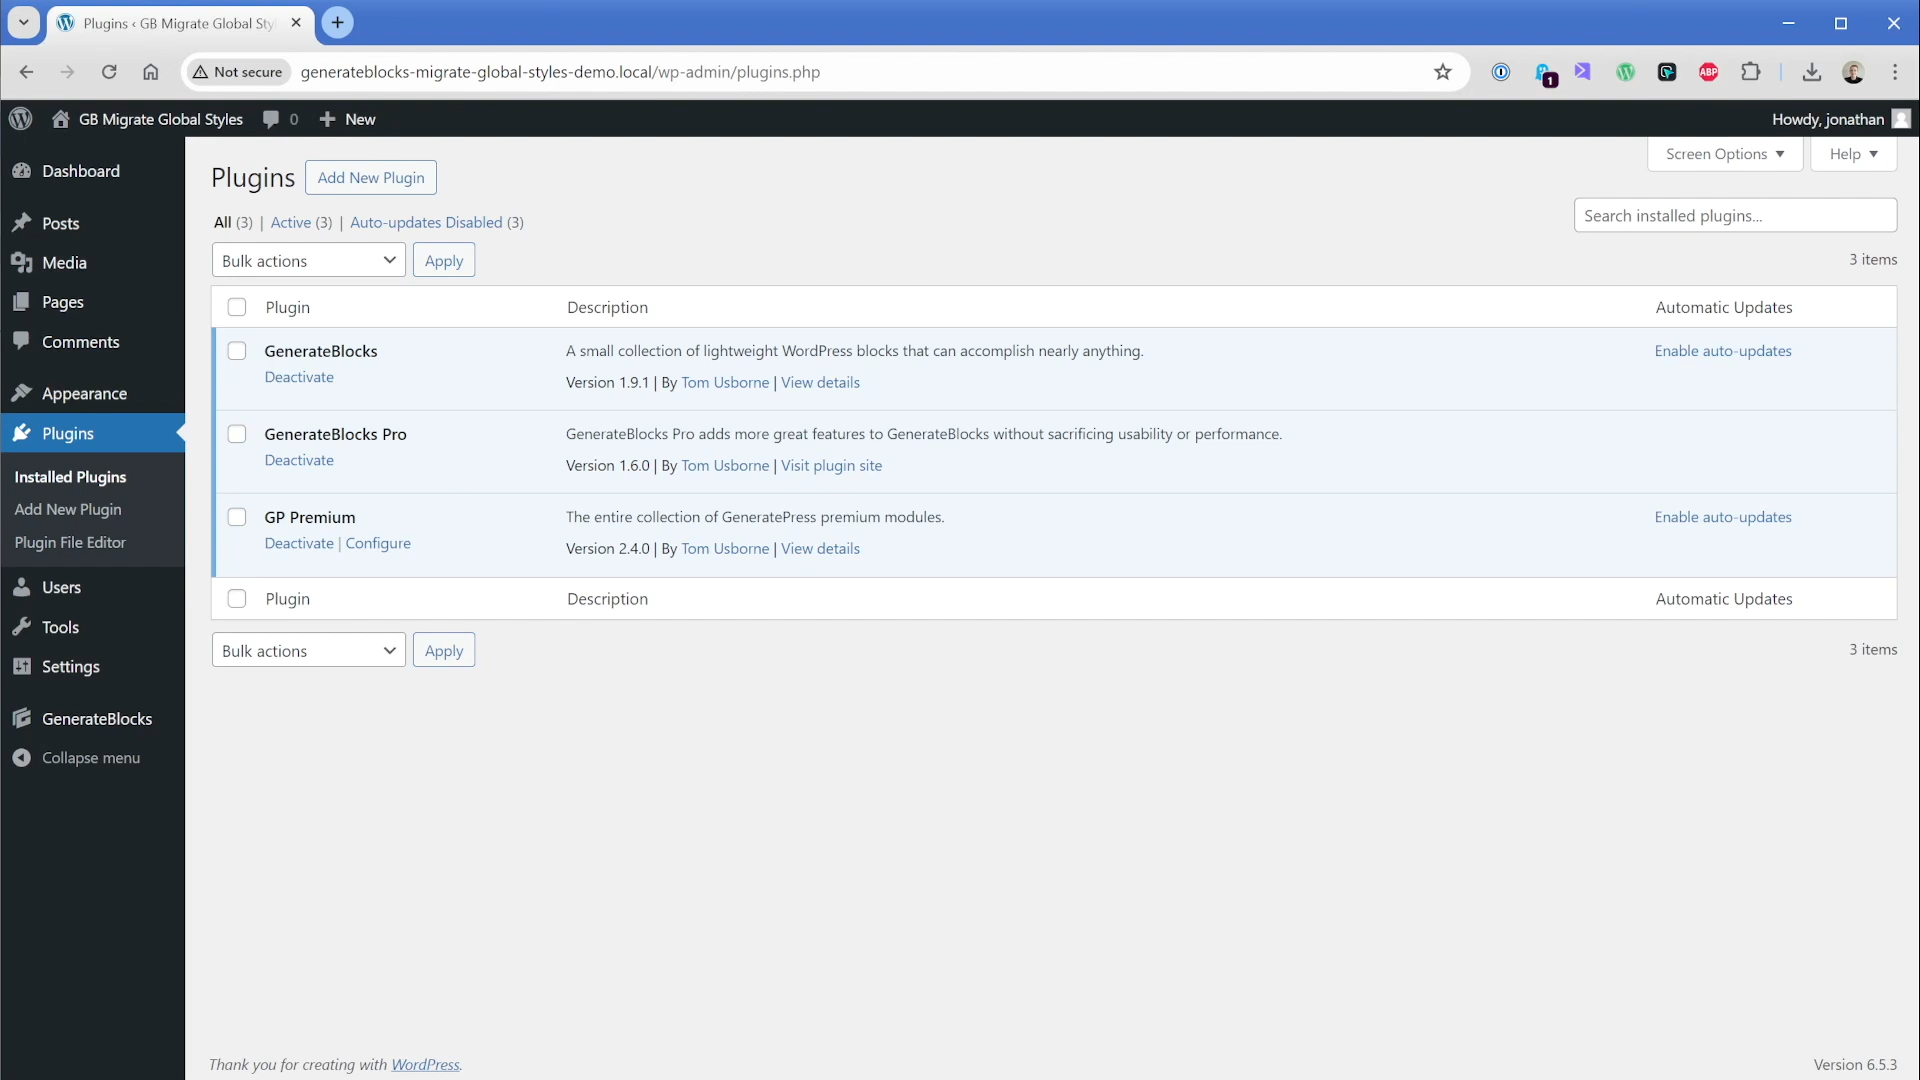 Plugins ‹ GB Migrate Global Sty
Not secure
generateblocks-migrate-global-styles-demo.local/wp-admin/plugins.php
1
ABP
GB Migrate Global Styles
0
New
Howdy, jonathan
Dashboard
Posts
Media
Pages
Comments
Appearance
Plugins
Installed Plugins
Add New Plugin
Plugin File Editor
Users
Tools
Settings
GenerateBlocks
Collapse menu
Screen Options
Help
Plugins
Add New Plugin
All (3) | Active (3) | Auto-updates Disabled (3)
Search installed plugins...
Bulk actions
Apply
3 items
Plugin Description Automatic Updates
GenerateBlocks
Deactivate
A small collection of lightweight WordPress blocks that can accomplish nearly anything.
Version 1.9.1 | By Tom Usborne | View details
Enable auto-updates
GenerateBlocks Pro
Deactivate
GenerateBlocks Pro adds more great features to GenerateBlocks without sacrificing usability or performance.
Version 1.6.0 | By Tom Usborne | Visit plugin site
GP Premium
Deactivate | Configure
The entire collection of GeneratePress premium modules.
Version 2.4.0 | By Tom Usborne | View details
Enable auto-updates
Plugin Description Automatic Updates
Bulk actions
Apply
3 items
Thank you for creating with WordPress.
Version 6.5.3